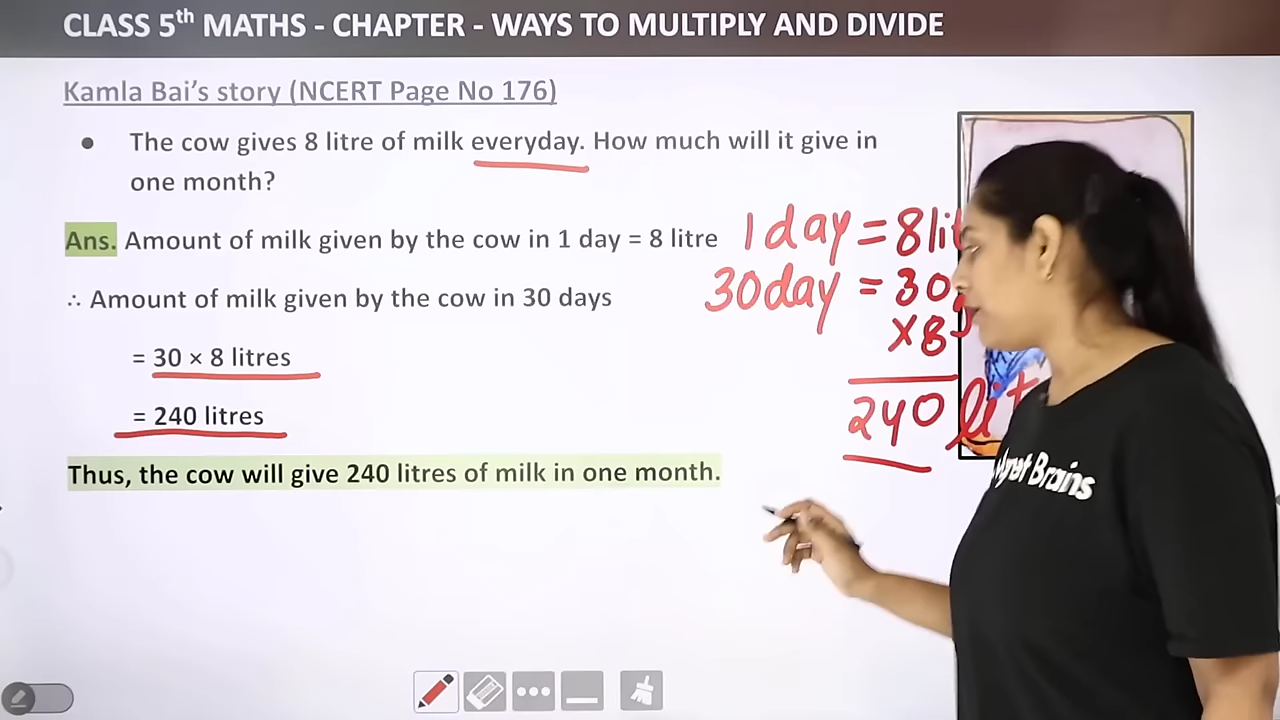 CLASS 5th MATHS - CHAPTER - WAYS TO MULTIPLY AND DIVIDE
Kamla Bai's story (NCERT Page No 176)
● The cow gives 8 litre of milk everyday. How much will it give in
one month?
Ans. Amount of milk given by the cow in 1 day = 8 litre
1 day = 8 lit
∴ Amount of milk given by the cow in 30 days
30 day = 30
× 8
= 30 × 8 litres
= 240 litres
240 lit
Thus, the cow will give 240 litres of milk in one month.
Brains